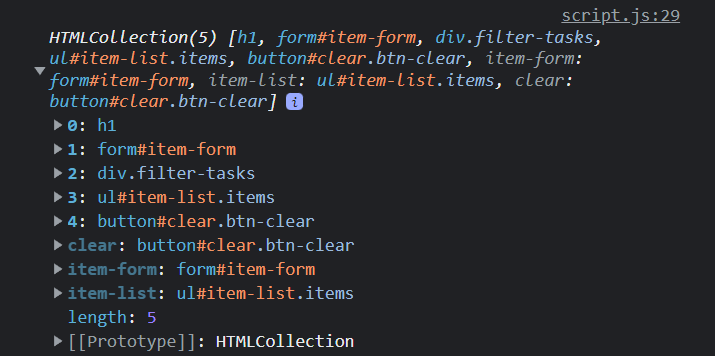 script.js:29
HTMLCollection(5) [h1, form#item-form, div.filter-tasks,
ul#item-list.items, button#clear.btn-clear, item-form:
form#item-form, item-list: ul#item-list.items, clear:
button#clear.btn-clear] i
0: h1
1: form#item-form
2: div.filter-tasks
3: ul#item-list.items
4: button#clear.btn-clear
clear: button#clear.btn-clear
item-form: form#item-form
item-list: ul#item-list.items
length: 5
[[Prototype]]: HTMLCollection